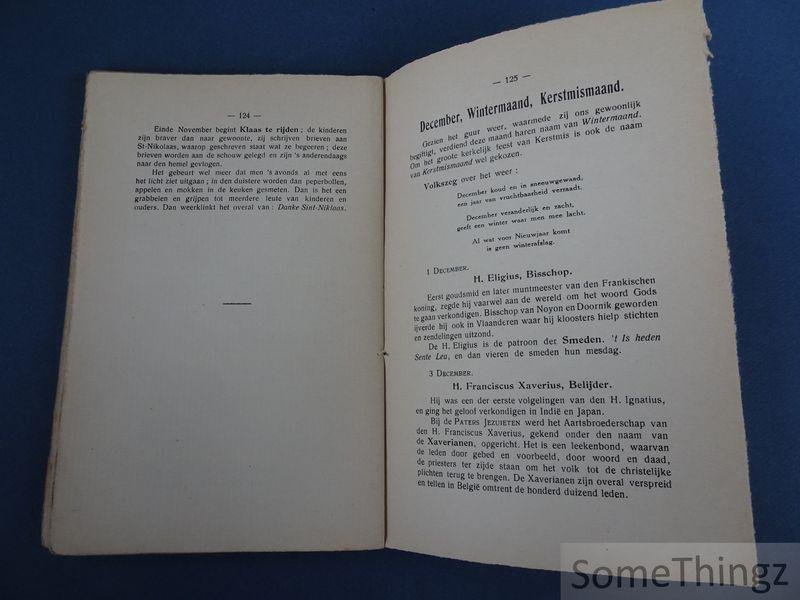 — 124 —
Einde November begint Klaas te rijden ; de kinderen
zijn braver dan naar gewoonte, zij schrijven brieven aan
St-Nikolaas, waarop geschreven staat wat ze begeeren ; deze
brieven worden aan de schouw gelegd en zijn 's anderendaags
naar den hemel gevlogen.
Het gebeurt wel meer dat men 's avonds al met eens
het licht ziet uitgaan ; in den duistere worden dan peperbollen,
appelen en mokken in de keuken gesmeten. Dan is het een
grabbelen en grijpen tot meerdere leute van kinderen en
ouders. Dan weerklinkt het overal van : Danke Sint-Niklaas.
— 125 —
December, Wintermaand, Kerstmismaand.
Gezien het guur weer, waarmede zij ons gewoonlijk
begiftigt, verdiend deze maand haren naam van Wintermaand.
Om het groote kerkelijk feest van Kerstmis is ook de naam
van Kerstmismaand wel gekozen.
Volkszeg over het weer :
December koud en in sneeuwgewaad,
een jaar van vruchtbaarheid verraadt.
December veranderlijk en zacht,
geeft een winter waar men mee lacht.
Al wat voor Nieuwjaar komt
is geen winterafslag.
1 December.
H. Eligius, Bisschop.
Eerst goudsmid en later muntmeester van den Frankischen
koning, zegde hij vaarwel aan de wereld om het woord Gods
te gaan verkondigen. Bisschop van Noyon en Doornik geworden
ijverde hij ook in Vlaanderen waar hij kloosters hielp stichten
en zendelingen uitzond.
De H. Eligius is de patroon der Smeden. 't Is heden
Sente Leu, en dan vieren de smeden hun mesdag.
3 December.
H. Franciscus Xaverius, Belijder.
Hij was een der eerste volgelingen van den H. Ignatius,
en ging het geloof verkondigen in Indië en Japan.
Bij de Paters Jezuieten werd het Aartsbroederschap van
den H. Franciscus Xaverius, gekend onder den naam van
de Xaverianen, opgericht. Het is een leekenbond, waarvan
de leden door gebed en voorbeeld, door woord en daad,
de priesters ter zijde staan om het volk tot de christelijke
plichten terug te brengen. De Xaverianen zijn overal verspreid
en tellen in België omtrent de honderd duizend leden.
SomeThingz